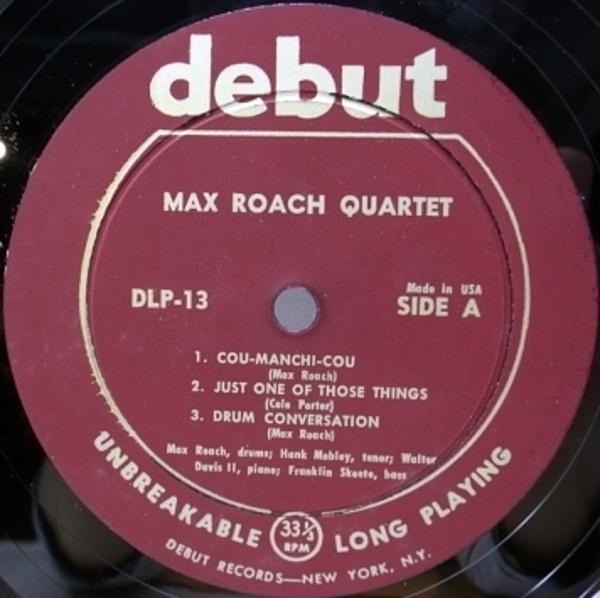 debut
MAX ROACH QUARTET
DLP-13
Made in USA
SIDE A
1. COU-MANCHI-COU
(Max Roach)
2. JUST ONE OF THOSE THINGS
(Cole Porter)
3. DRUM CONVERSATION
(Max Roach)
Max Roach, drums; Hank Mobley, tenor; Walter
Davis II, piano; Franklin Skeete, bass
UNBREAKABLE 33⅓ RPM LONG PLAYING
DEBUT RECORDS—NEW YORK, N.Y.